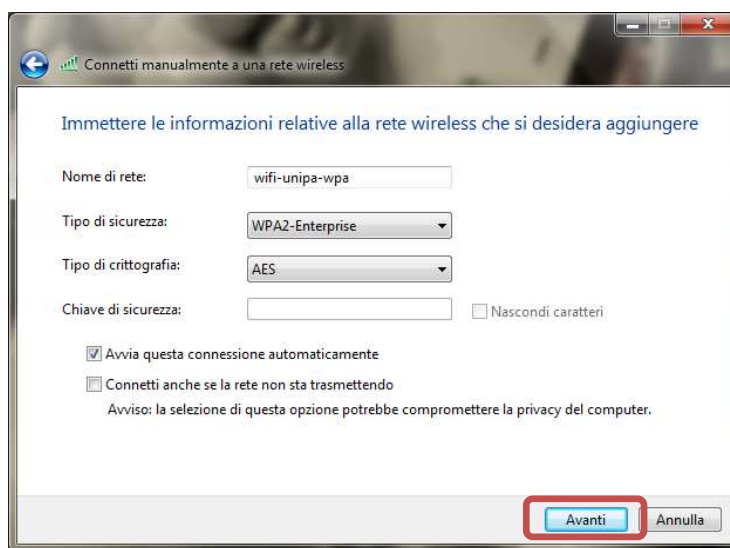 Connetti manualmente a una rete wireless
Immettere le informazioni relative alla rete wireless che si desidera aggiungere
Nome di rete: wifi-unipa-wpa
Tipo di sicurezza: WPA2-Enterprise
Tipo di crittografia: AES
Chiave di sicurezza: Nascondi caratteri
Avvia questa connessione automaticamente
Connetti anche se la rete non sta trasmettendo
Avviso: la selezione di questa opzione potrebbe compromettere la privacy del computer.
Avanti Annulla